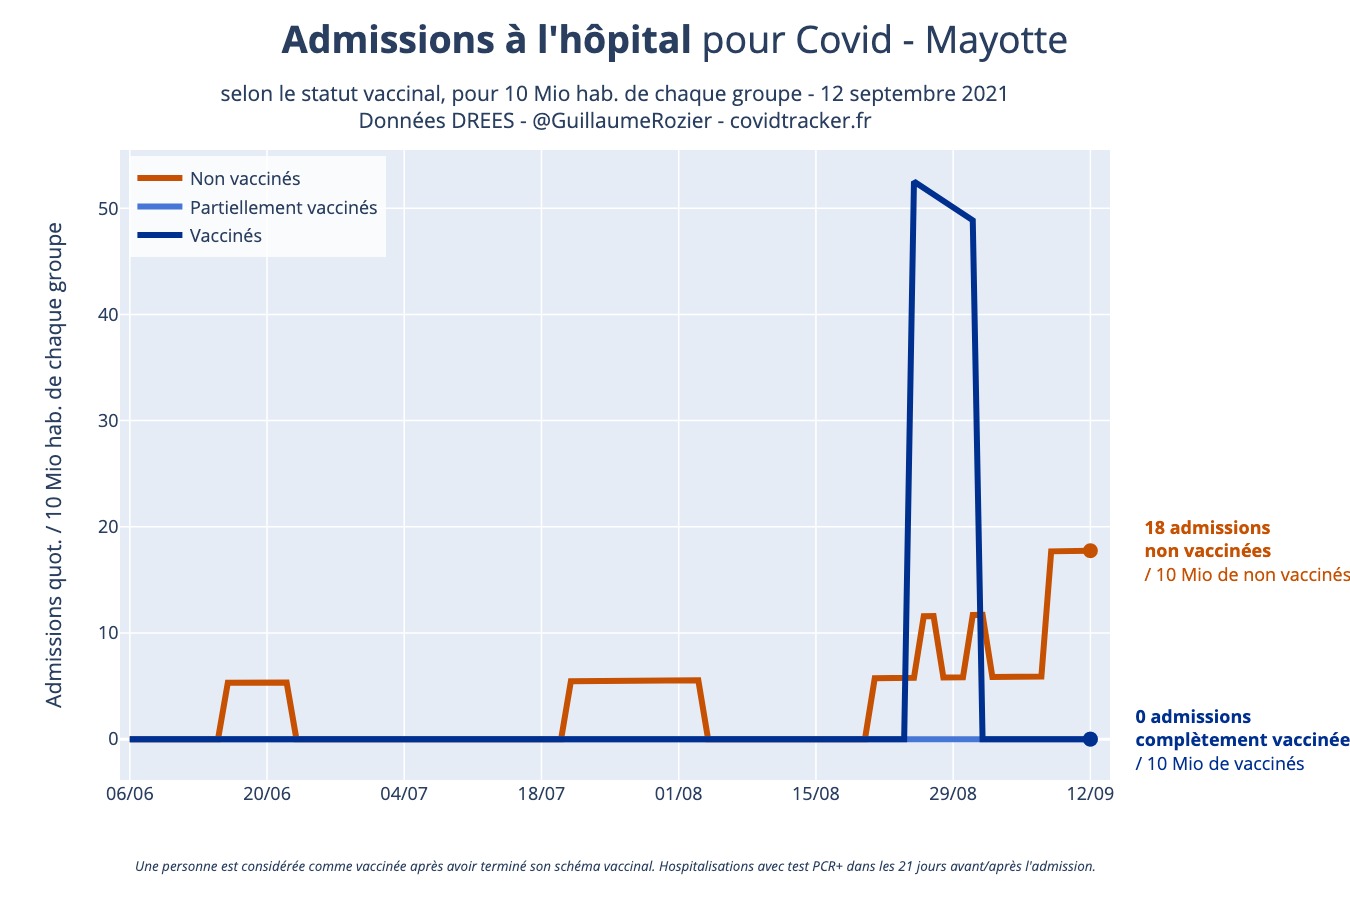 Admissions à l'hôpital pour Covid - Mayotte
selon le statut vaccinal, pour 10 Mio hab. de chaque groupe - 12 septembre 2021
Données DREES - @GuillaumeRozier - covidtracker.fr
Non vaccinés
Partiellement vaccinés
Vaccinés
Admissions quot. / 10 Mio hab. de chaque groupe
50
40
30
20
10
0
18 admissions
non vaccinées
/ 10 Mio de non vaccinés
0 admissions
complètement vaccinée
/ 10 Mio de vaccinés
06/06
20/06
04/07
18/07
01/08
15/08
29/08
12/09
Une personne est considérée comme vaccinée après avoir terminé son schéma vaccinal. Hospitalisations avec test PCR+ dans les 21 jours avant/après l'admission.